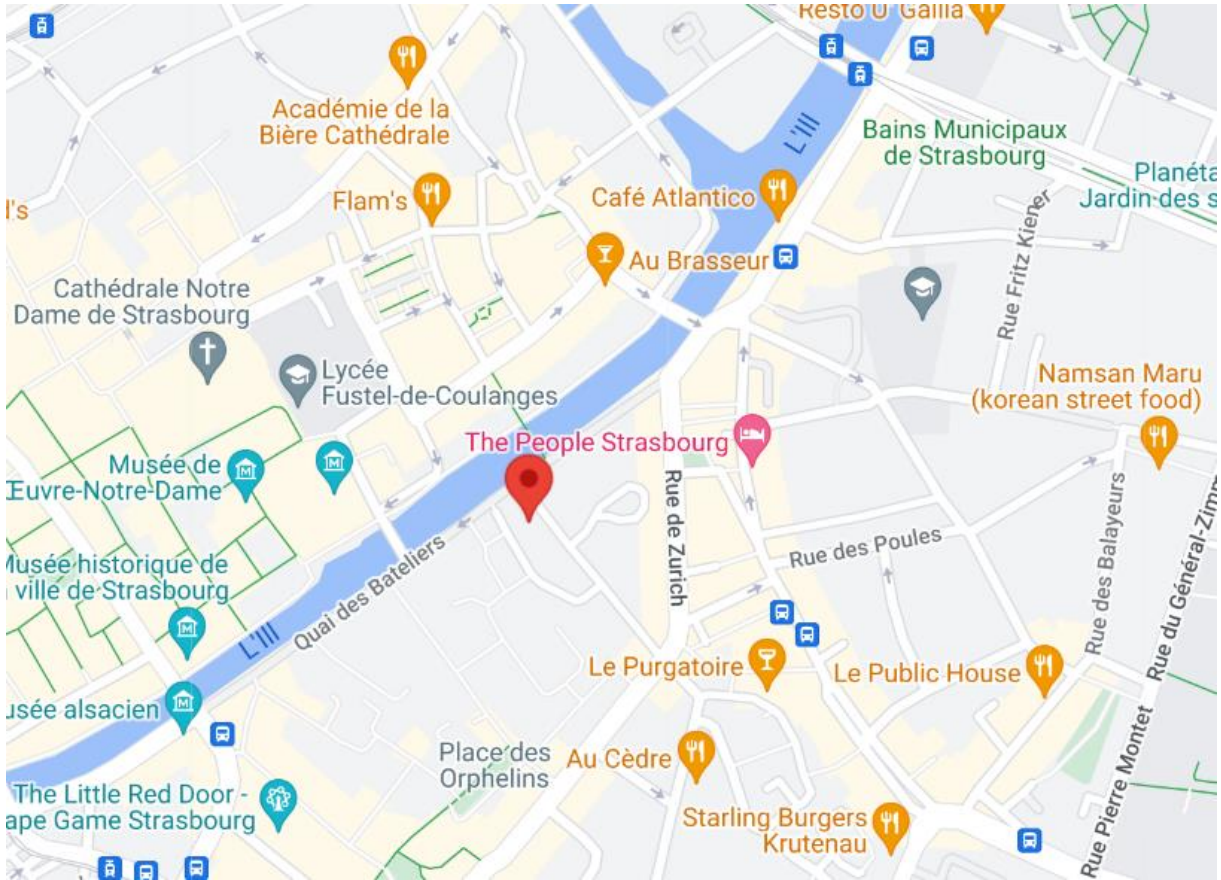 Resto U' Gallia
Académie de la
Bière Cathédrale
L'Ill
Bains Municipaux
de Strasbourg
Planéta
Jardin des s
Flam's
Café Atlantico
d's
Au Brasseur
Rue Fritz Kiener
Cathédrale Notre
Dame de Strasbourg
Lycée
Fustel-de-Coulanges
Namsan Maru
(korean street food)
The People Strasbourg
Musée de
Œuvre-Notre-Dame
Rue de Zurich
Rue des Poules
Rue des Balayeurs
Rue du Général-Zimm
Musée historique de
ville de Strasbourg
Quai des Bateliers
L'Ill
Le Purgatoire
Le Public House
usée alsacien
Place des
Orphelins
Au Cèdre
Rue Pierre Montet
The Little Red Door -
ape Game Strasbourg
Starling Burgers
Krutenau